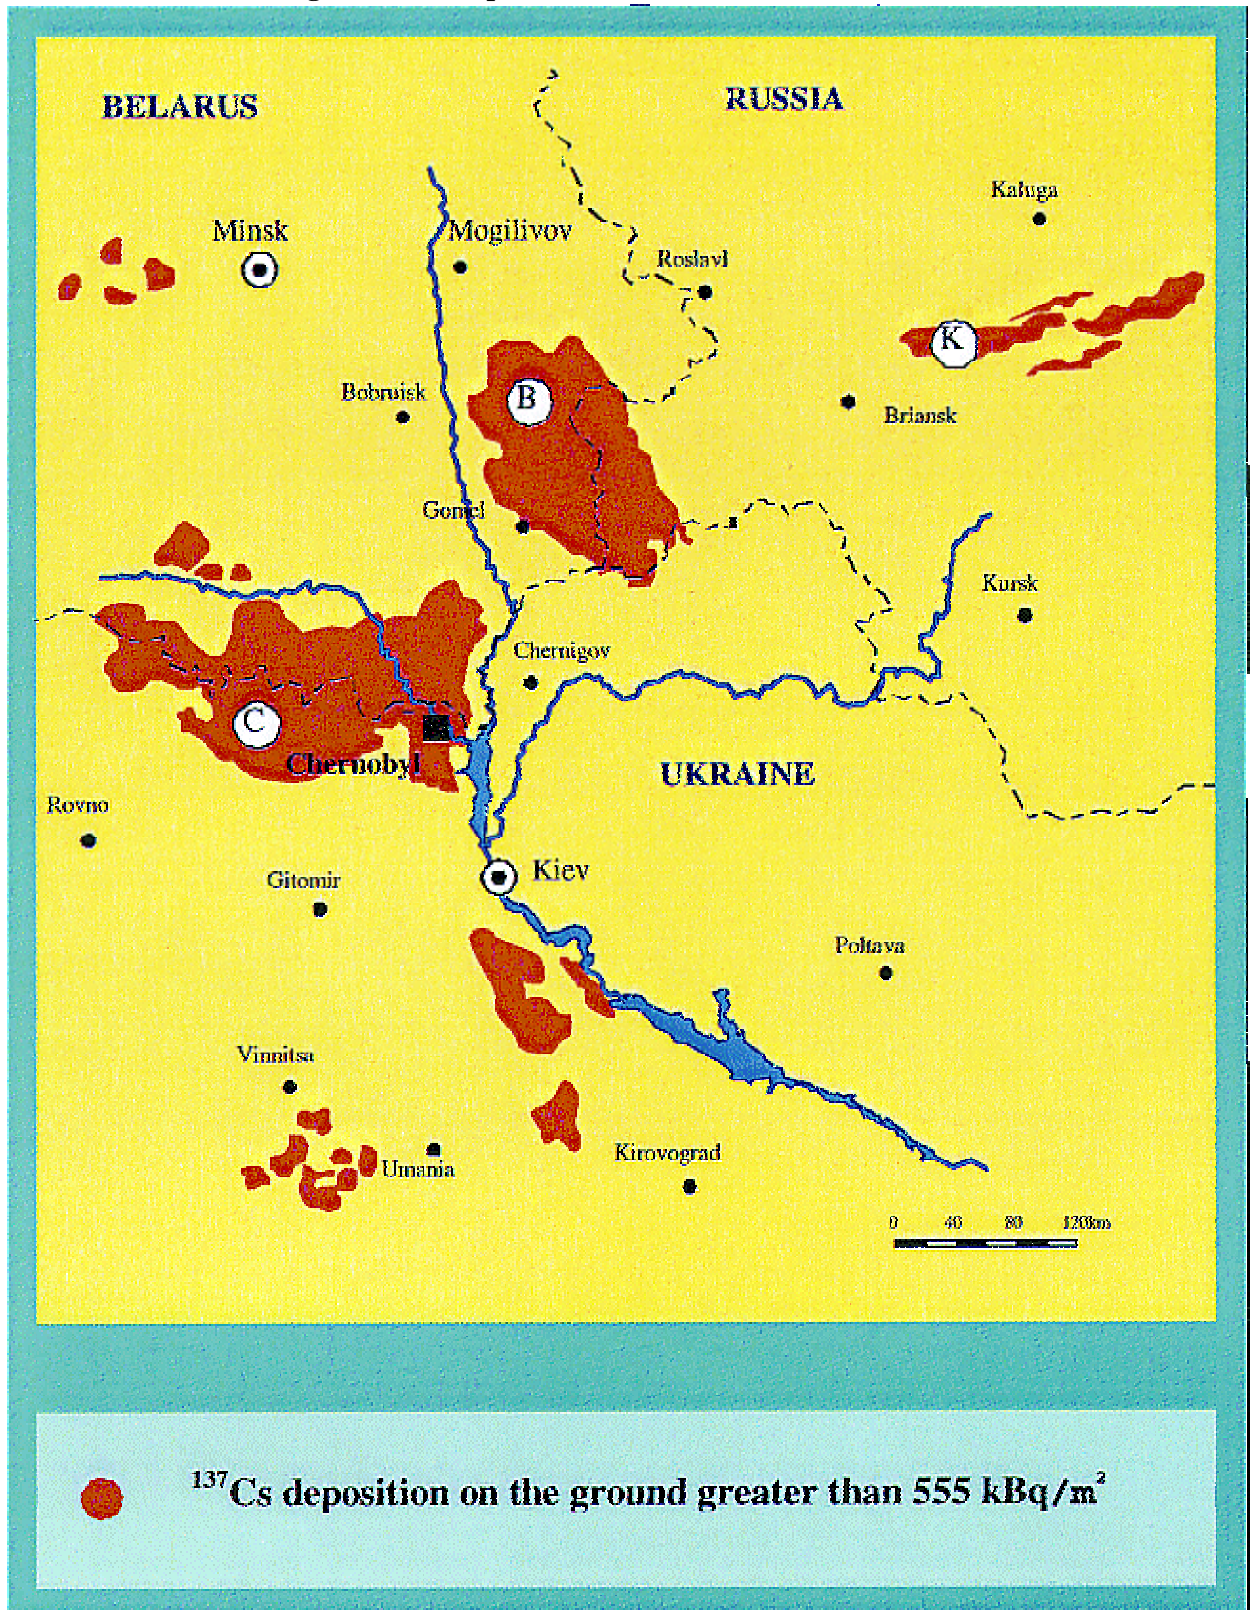 BELARUS
RUSSIA
Kaluga
Minsk
Mogilivov
Roslavl
K
Bobruisk
B
Briansk
Gomel
Kursk
Chernigov
C
Chernobyl
UKRAINE
Rovno
Kiev
Gitomir
Poltava
Vinnitsa
Kirovograd
Umania
0 40 80 120km
137Cs deposition on the ground greater than 555 kBq/m²